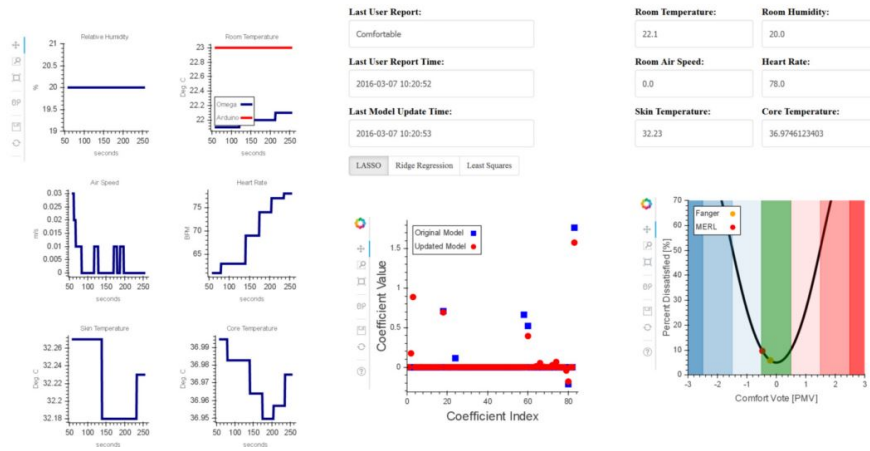 Relative Humidity
%
21
20.5
20
19.5
19
50 100 150 200 250
seconds
Room Temperature
Deg. C
23
22.8
22.6
22.4
22.2
22
Omega
Arduino
50 100 150 200 250
seconds
Air Speed
m/s
0.03
0.025
0.02
0.015
0.01
0.005
0
50 100 150 200 250
seconds
Heart Rate
BPM
75
70
65
50 100 150 200 250
seconds
Skin Temperature
Deg. C
32.26
32.24
32.22
32.2
32.18
50 100 150 200 250
seconds
Core Temperature
Deg. C
36.99
36.98
36.97
36.96
36.95
50 100 150 200 250
seconds
Last User Report:
Comfortable
Last User Report Time:
2016-03-07 10:20:52
Last Model Update Time:
2016-03-07 10:20:53
LASSO Ridge Regression Least Squares
Original Model
Updated Model
Coefficient Value
1.5
1
0.5
0
0 20 40 60 80
Coefficient Index
Room Temperature: Room Humidity:
22.1 20.0
Room Air Speed: Heart Rate:
0.0 78.0
Skin Temperature: Core Temperature:
32.23 36.9746123403
Fanger
MERL
Percent Dissatisfied [%]
70
60
50
40
30
20
10
0
-3 -2 -1 0 1 2 3
Comfort Vote [PMV]